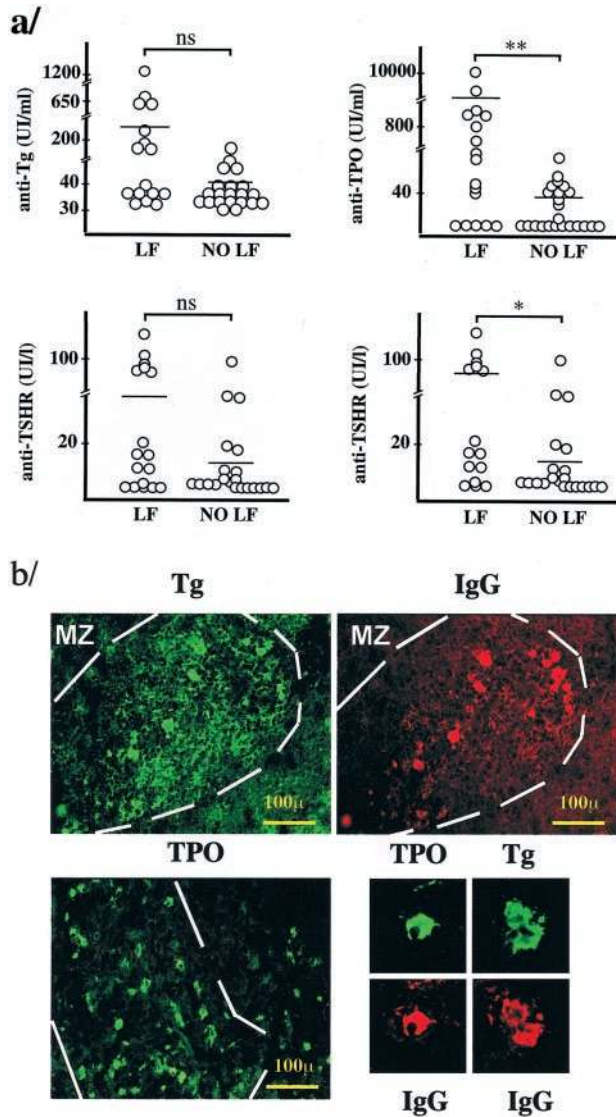 a/
ns
**
anti-Tg (UI/ml)
1200
650
200
40
30
LF
NO LF
anti-TPO (UI/ml)
10000
800
40
LF
NO LF
ns
*
anti-TSHR (UI/l)
100
20
LF
NO LF
anti-TSHR (UI/l)
100
20
LF
NO LF
b/
Tg
IgG
MZ
100µ
MZ
100µ
TPO
100µ
TPO
Tg
IgG
IgG